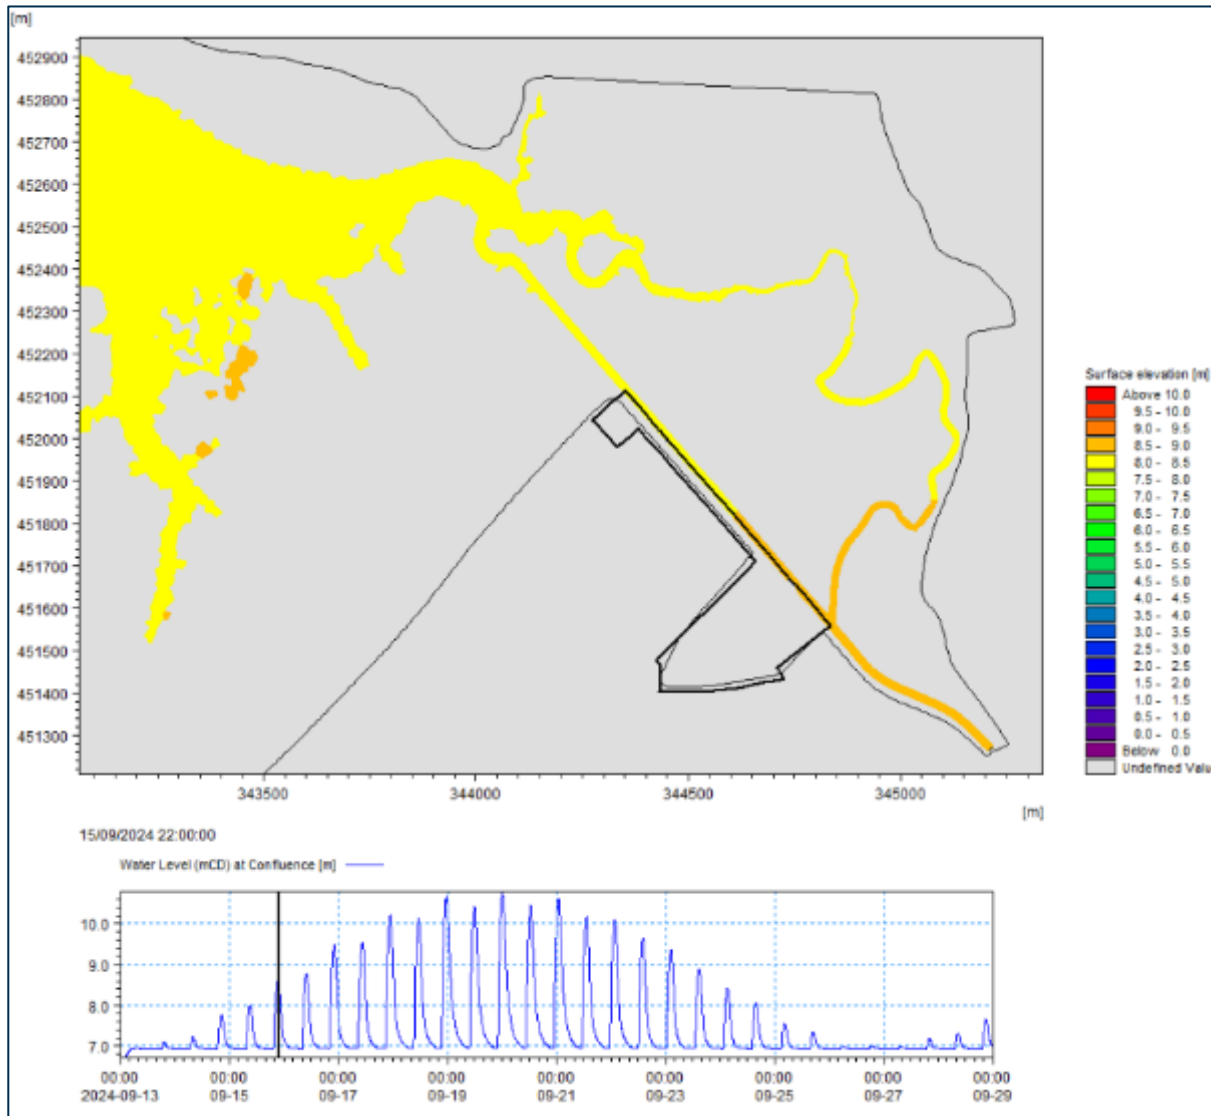 [m]
452900
452800
452700
452600
452500
452400
452300
452200
452100
452000
451900
451800
451700
451600
451500
451400
451300
343500 344000 344500 345000
[m]
Surface elevation [m]
Above 10.0
9.5 - 10.0
9.0 - 9.5
8.5 - 9.0
8.0 - 8.5
7.5 - 8.0
7.0 - 7.5
6.5 - 7.0
6.0 - 6.5
5.5 - 6.0
5.0 - 5.5
4.5 - 5.0
4.0 - 4.5
3.5 - 4.0
3.0 - 3.5
2.5 - 3.0
2.0 - 2.5
1.5 - 2.0
1.0 - 1.5
0.5 - 1.0
0.0 - 0.5
Below 0.0
Undefined Valu
15/09/2024 22:00:00
Water Level (mCD) at Confluence [m]
10.0
9.0
8.0
7.0
00:00 00:00 00:00 00:00 00:00 00:00 00:00 00:00 00:00
2024-09-13 09-15 09-17 09-19 09-21 09-23 09-25 09-27 09-29